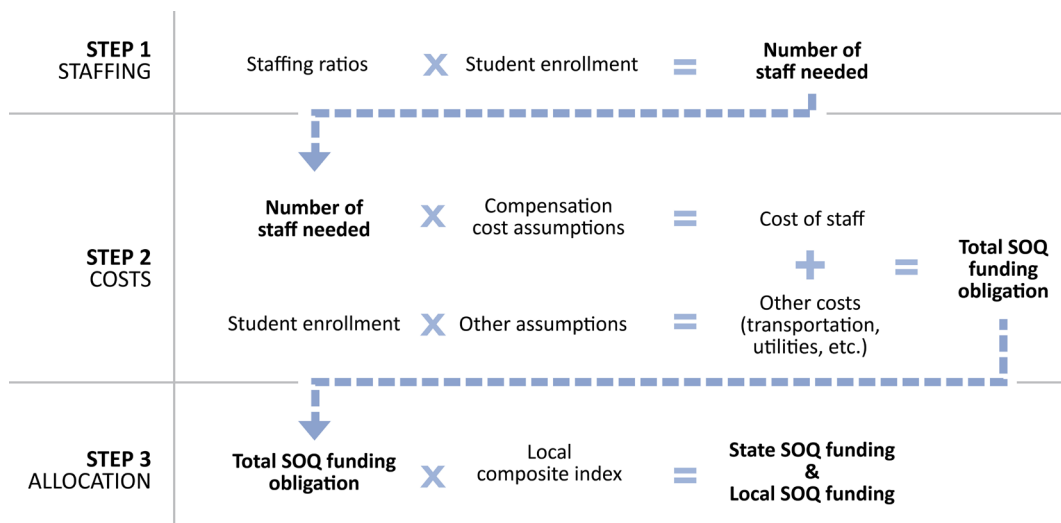 STEP 1
STAFFING
Staffing ratios x Student enrollment =
Number of
staff needed
STEP 2
COSTS
Number of
staff needed
x
Compensation
cost assumptions
=
Cost of staff
+
Student enrollment x Other assumptions =
Other costs
(transportation,
utilities, etc.)
=
Total SOQ
funding
obligation
STEP 3
ALLOCATION
Total SOQ funding
obligation
x
Local
composite index
=
State SOQ funding
&
Local SOQ funding